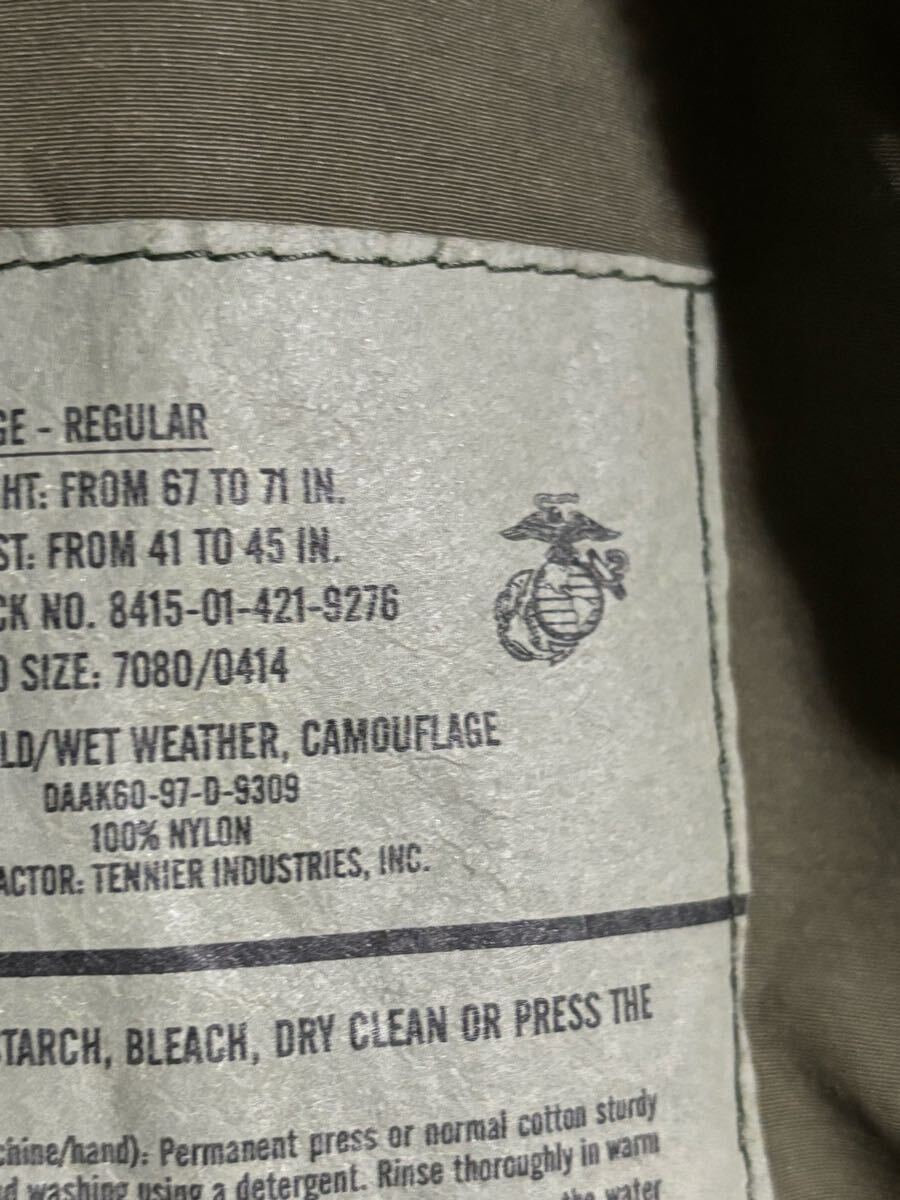 GE - REGULAR
HT: FROM 67 TO 71 IN.
ST: FROM 41 TO 45 IN.
CK NO. 8415-01-421-9276
O SIZE: 7080/0414
LD/WET WEATHER, CAMOUFLAGE
DAAK60-97-D-9309
100% NYLON
ACTOR: TENNIER INDUSTRIES, INC.
STARCH, BLEACH, DRY CLEAN OR PRESS THE
chine/hand): Permanent press or normal cotton sturdy
d washing using a detergent. Rinse thoroughly in warm
the water